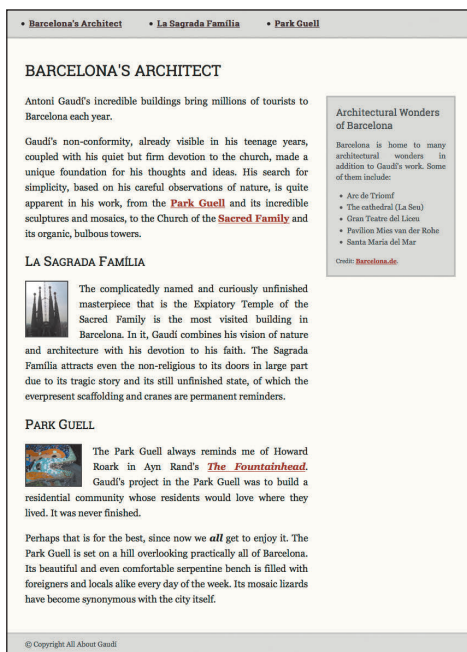 • Barcelona's Architect • La Sagrada Família • Park Guell
BARCELONA'S ARCHITECT
Antoni Gaudí's incredible buildings bring millions of tourists to
Barcelona each year.
Gaudí's non-conformity, already visible in his teenage years,
coupled with his quiet but firm devotion to the church, made a
unique foundation for his thoughts and ideas. His search for
simplicity, based on his careful observations of nature, is quite
apparent in his work, from the Park Guell and its incredible
sculptures and mosaics, to the Church of the Sacred Family and
its organic, bulbous towers.
LA SAGRADA FAMÍLIA
The complicatedly named and curiously unfinished
masterpiece that is the Expiatory Temple of the
Sacred Family is the most visited building in
Barcelona. In it, Gaudí combines his vision of nature
and architecture with his devotion to his faith. The Sagrada
Família attracts even the non-religious to its doors in large part
due to its tragic story and its still unfinished state, of which the
everpresent scaffolding and cranes are permanent reminders.
PARK GUELL
The Park Guell always reminds me of Howard
Roark in Ayn Rand's The Fountainhead.
Gaudí's project in the Park Guell was to build a
residential community whose residents would love where they
lived. It was never finished.
Perhaps that is for the best, since now we all get to enjoy it. The
Park Guell is set on a hill overlooking practically all of Barcelona.
Its beautiful and even comfortable serpentine bench is filled with
foreigners and locals alike every day of the week. Its mosaic lizards
have become synonymous with the city itself.
Architectural Wonders
of Barcelona
Barcelona is home to many
architectural wonders in
addition to Gaudí's work. Some
of them include:
• Arc de Triomf
• The cathedral (La Seu)
• Gran Teatre del Liceu
• Pavilion Mies van der Rohe
• Santa Maria del Mar
Credit: Barcelona.de.
© Copyright All About Gaudí